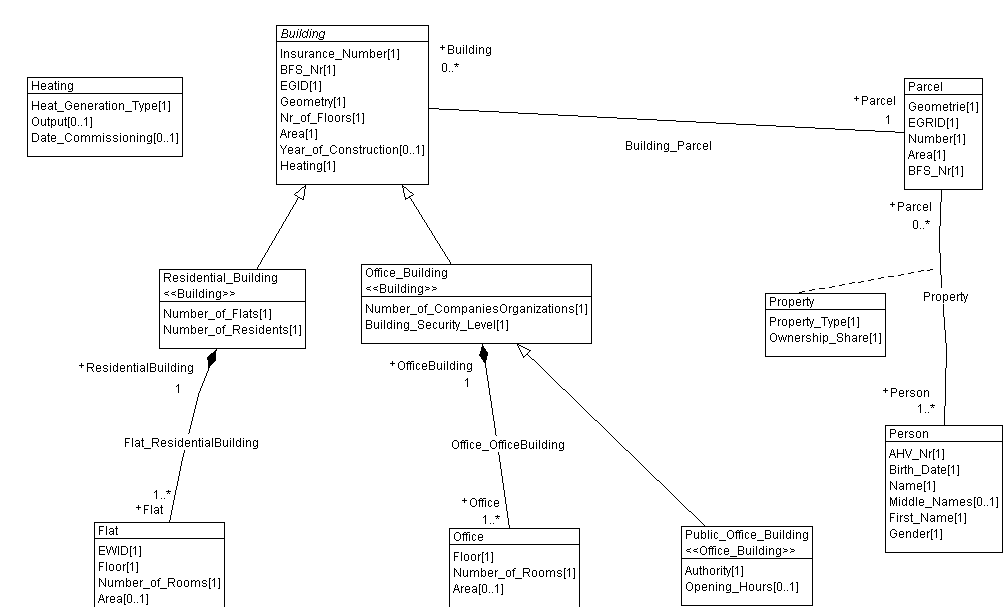 Building
Insurance_Number[1]
BFS_Nr[1]
EGID[1]
Geometry[1]
Nr_of_Floors[1]
Area[1]
Year_of_Construction[0..1]
Heating[1]
+Building
0..*
Heating
Heat_Generation_Type[1]
Output[0..1]
Date_Commissioning[0..1]
Parcel
Geometrie[1]
EGRID[1]
Number[1]
Area[1]
BFS_Nr[1]
+Parcel
1
Building_Parcel
+Parcel
0..*
Residential_Building
<<Building>>
Number_of_Flats[1]
Number_of_Residents[1]
Office_Building
<<Building>>
Number_of_CompaniesOrganizations[1]
Building_Security_Level[1]
Property
Property_Type[1]
Ownership_Share[1]
Property
+ResidentialBuilding
1
+OfficeBuilding
1
+Person
1..*
Flat_ResidentialBuilding
Office_OfficeBuilding
Person
AHV_Nr[1]
Birth_Date[1]
Name[1]
Middle_Names[0..1]
First_Name[1]
Gender[1]
1..*
+Flat
+Office
1..*
Flat
EWID[1]
Floor[1]
Number_of_Rooms[1]
Area[0..1]
Office
Floor[1]
Number_of_Rooms[1]
Area[0..1]
Public_Office_Building
<<Office_Building>>
Authority[1]
Opening_Hours[0..1]